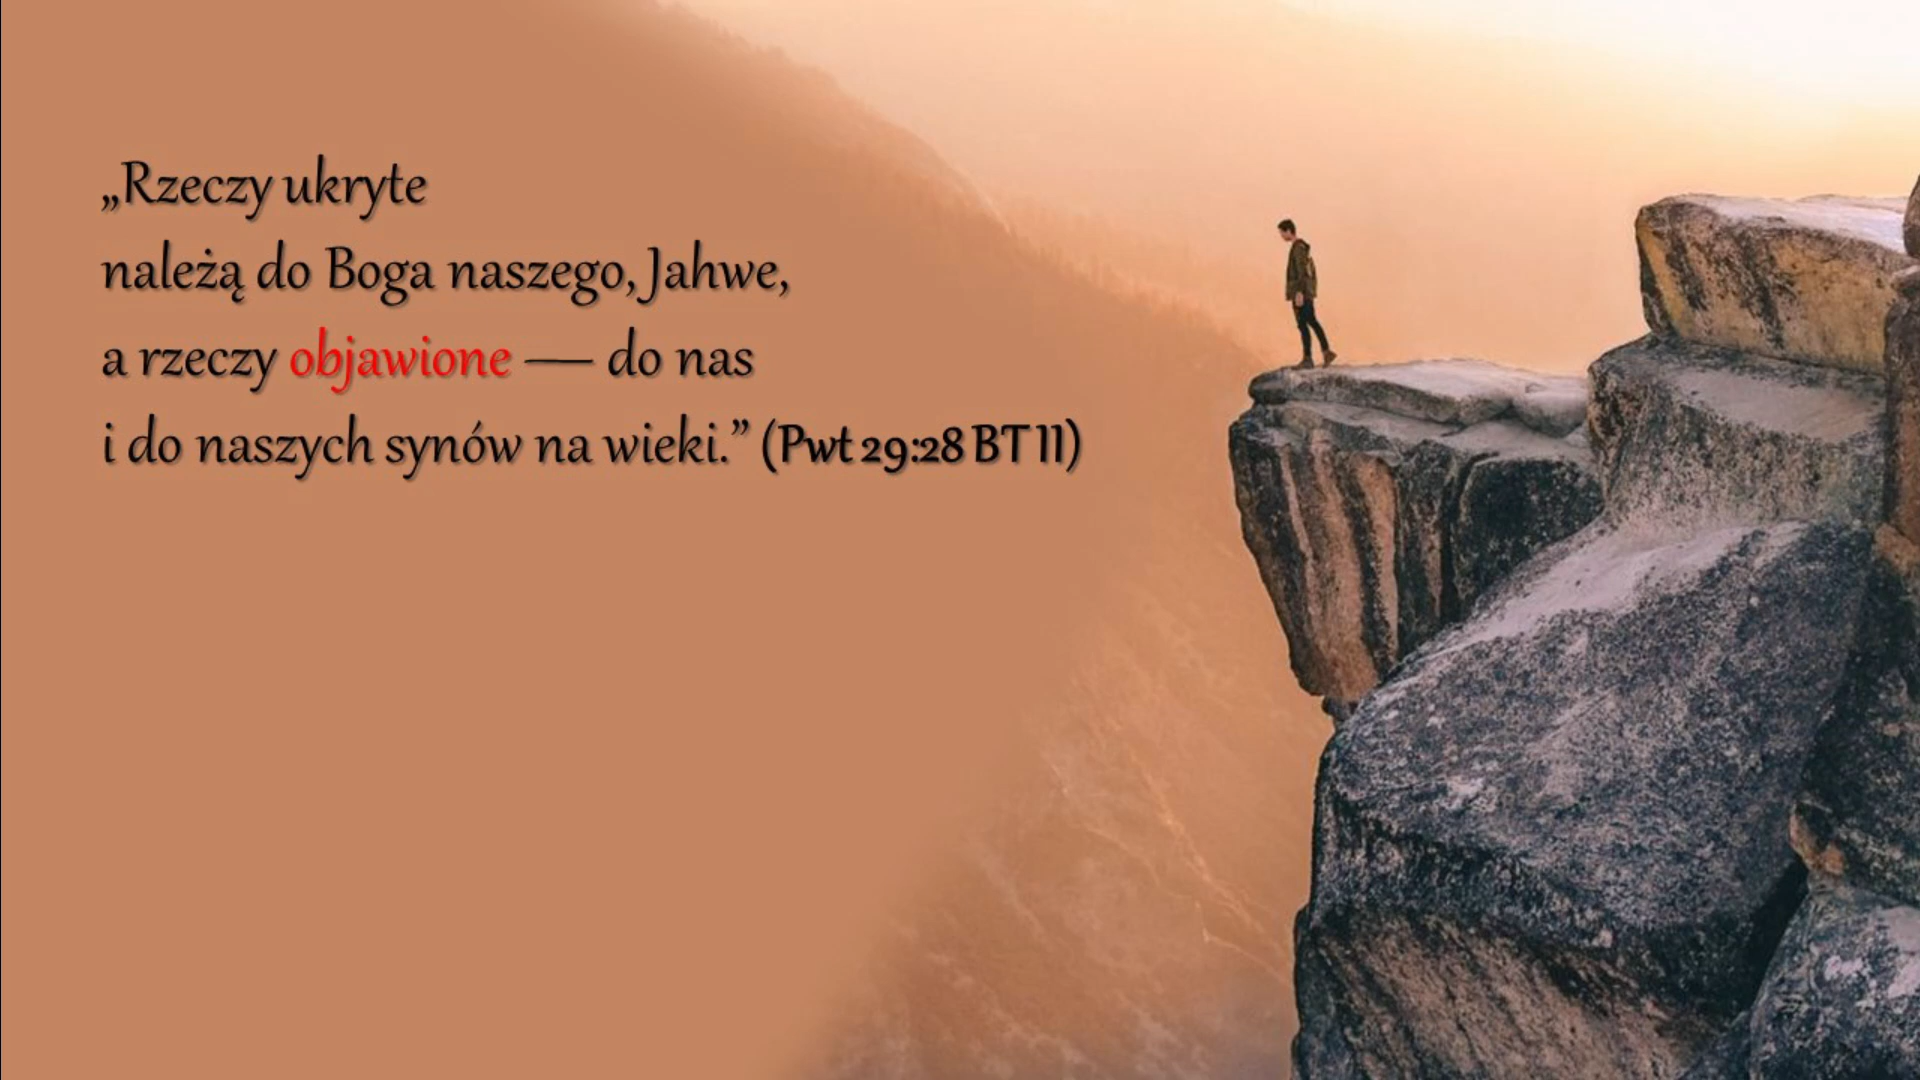 „Rzeczy ukryte
należą do Boga naszego, Jahwe,
a rzeczy objawione — do nas
i do naszych synów na wieki.” (Pwt 29:28 BT II)